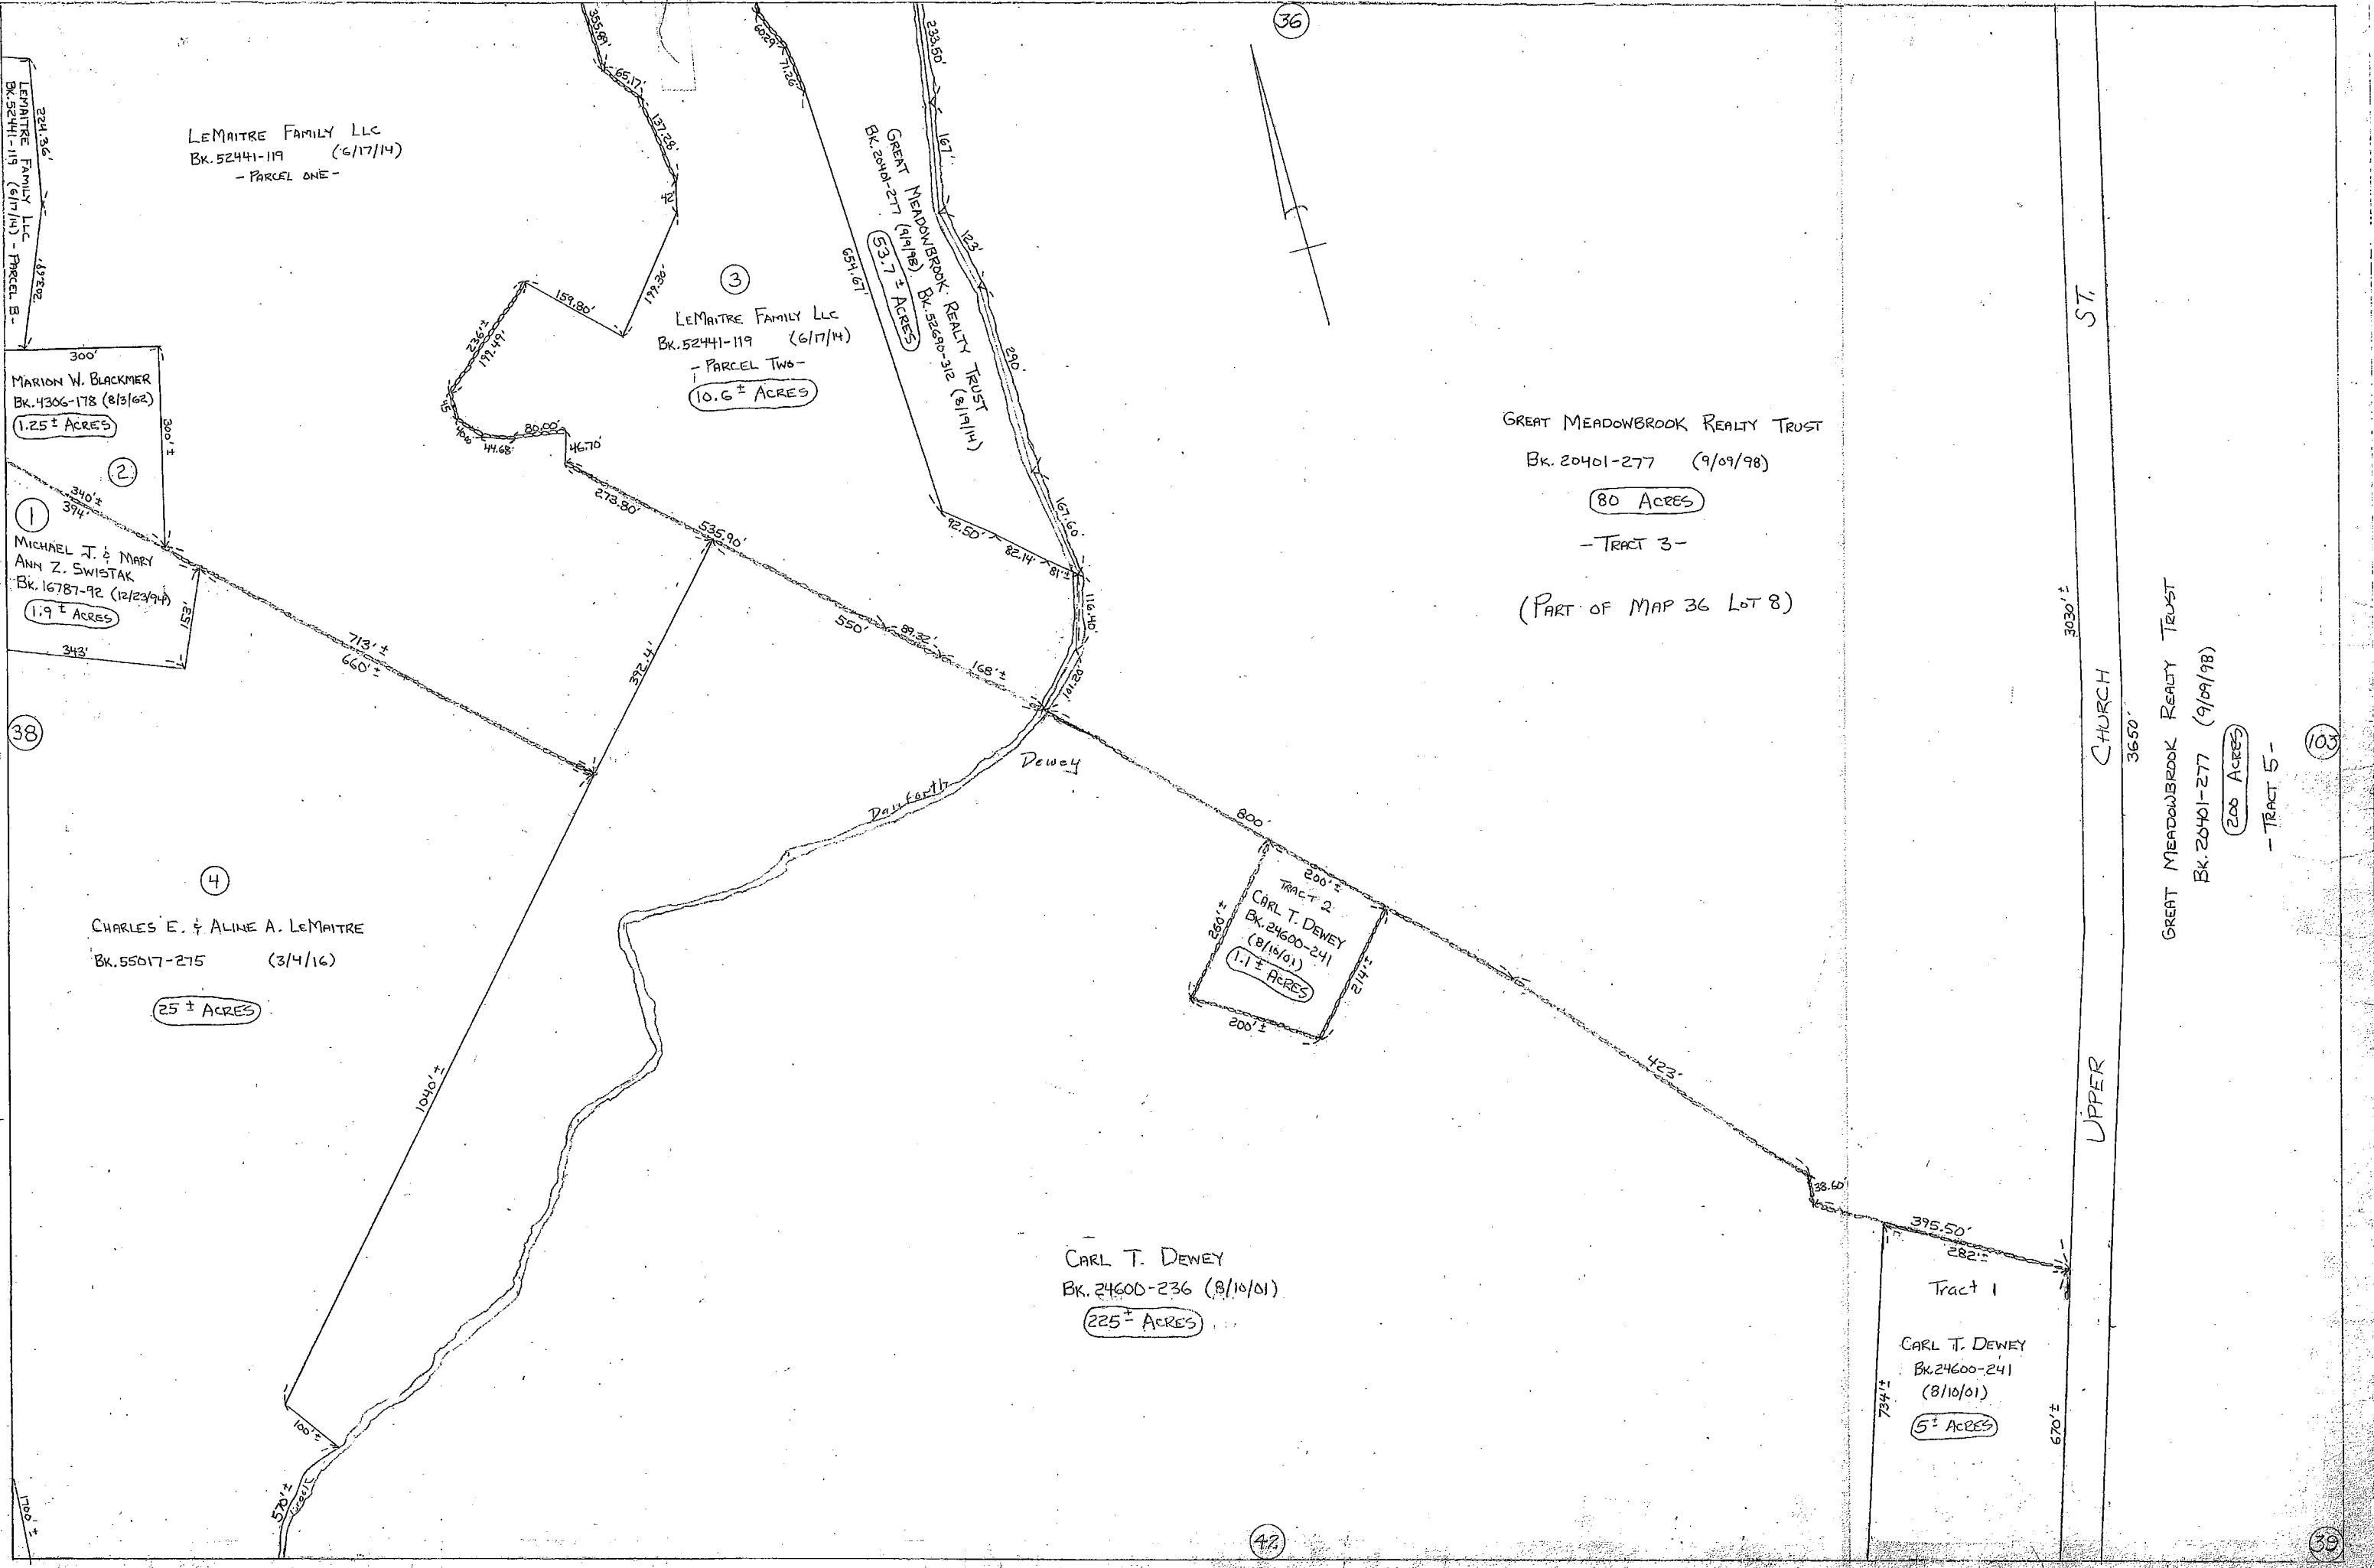 36
355.89'
65.17'
137.28'
42'
199.30'
159.80'
236'±
199.49'
45'
44.68'
80.00'
46.70'
273.80'
535.90'
550'
89.32'
168'±
71.26'
654.67'
92.50'
82.14'
81'±
233.50'
167'
123'
290'
167.60'
116.40'
101.20'
224.36'
203.69'
LEMAITRE FAMILY LLC
BK.52441-119 (6/17/14) - PARCEL B-
LEMAITRE FAMILY LLC
BK.52441-119 (6/17/14)
- PARCEL ONE -
3
LEMAITRE FAMILY LLC
BK.52441-119 (6/17/14)
- PARCEL TWO -
10.6 ± ACRES
GREAT MEADOWBROOK REALTY TRUST
BK.20401-277 (9/9/98) BK.52690-312 (8/19/14)
53.7 ± ACRES
GREAT MEADOWBROOK REALTY TRUST
BK. 20401-277 (9/09/98)
80 ACRES
- TRACT 3 -
(PART OF MAP 36 LOT 8)
300'
MARION W. BLACKMER
BK.4306-178 (8/3/62)
1.25 ± ACRES
300'±
2
340'±
394'
1
MICHAEL J. & MARY
ANN Z. SWISTAK
BK.16787-92 (12/23/94)
1.9 ± ACRES
153'
343'
713'±
660'±
392.4'
38
4
CHARLES E. & ALINE A. LEMAITRE
BK.55017-275 (3/4/16)
25 ± ACRES
1040'±
100'±
570'±
1700'±
Danforth
Dewey
800'
200'±
TRACT 2
CARL T. DEWEY
BK.24600-241
(8/10/01)
1.1 ± ACRES
260'±
214'±
200'±
423'
38.60'
395.50'
282'±
Tract 1
CARL T. DEWEY
BK.24600-241
(8/10/01)
5 ± ACRES
734'±
670'±
CARL T. DEWEY
BK. 24600-236 (8/10/01)
225 ± ACRES
UPPER CHURCH ST.
3030'±
3650'
GREAT MEADOWBROOK REALTY TRUST
BK.20401-277 (9/09/98)
200 ACRES
- TRACT 5 -
103
42
39